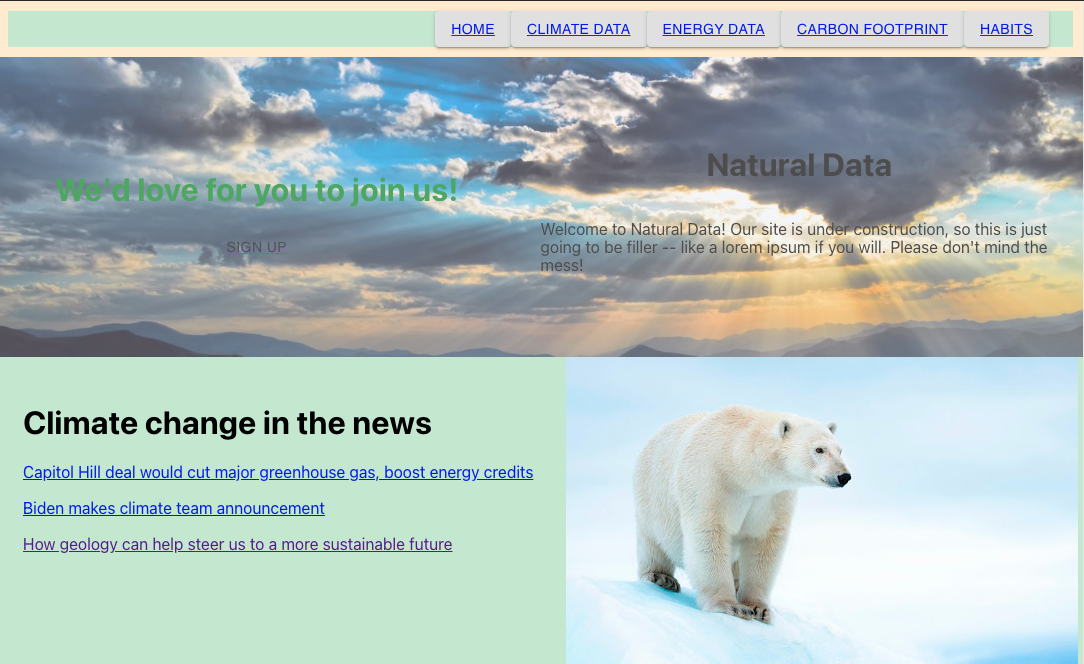 HOME CLIMATE DATA ENERGY DATA CARBON FOOTPRINT HABITS
We'd love for you to join us!
SIGN UP
Natural Data
Welcome to Natural Data! Our site is under construction, so this is just
going to be filler -- like a lorem ipsum if you will. Please don't mind the
mess!
Climate change in the news
Capitol Hill deal would cut major greenhouse gas, boost energy credits
Biden makes climate team announcement
How geology can help steer us to a more sustainable future